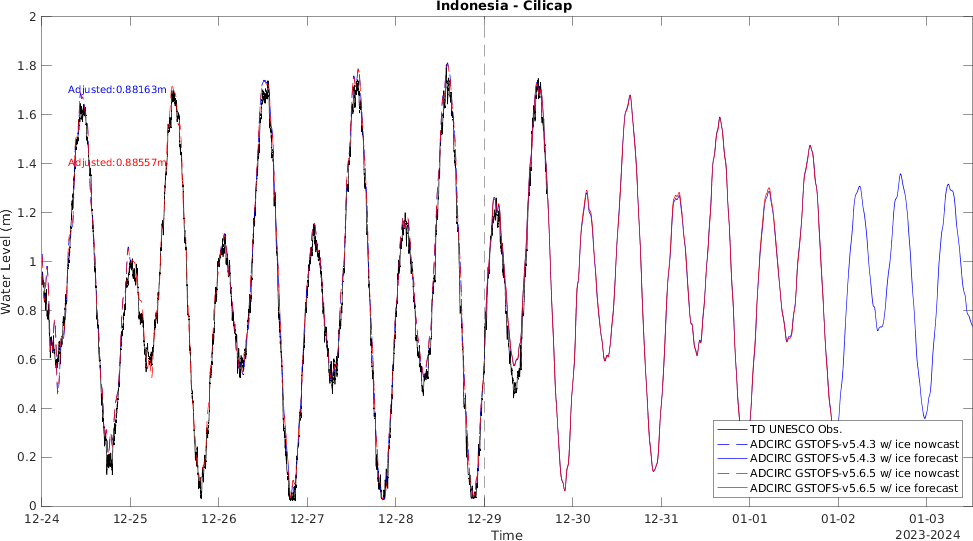 Indonesia - Cilicap
Water Level (m)
2
1.8
1.6
1.4
1.2
1
0.8
0.6
0.4
0.2
0
Adjusted:0.88163m
Adjusted:0.88557m
TD UNESCO Obs.
ADCIRC GSTOFS-v5.4.3 w/ ice nowcast
ADCIRC GSTOFS-v5.4.3 w/ ice forecast
ADCIRC GSTOFS-v5.6.5 w/ ice nowcast
ADCIRC GSTOFS-v5.6.5 w/ ice forecast
12-24 12-25 12-26 12-27 12-28 12-29 12-30 12-31 01-01 01-02 01-03
Time
2023-2024